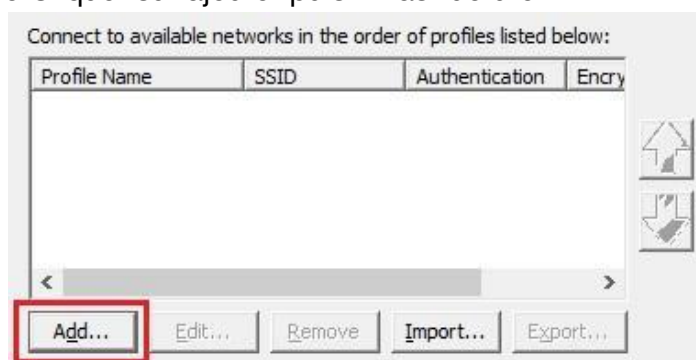 Connect to available networks in the order of profiles listed below:
Profile Name SSID Authentication Encry
Add... Edit... Remove Import... Export...